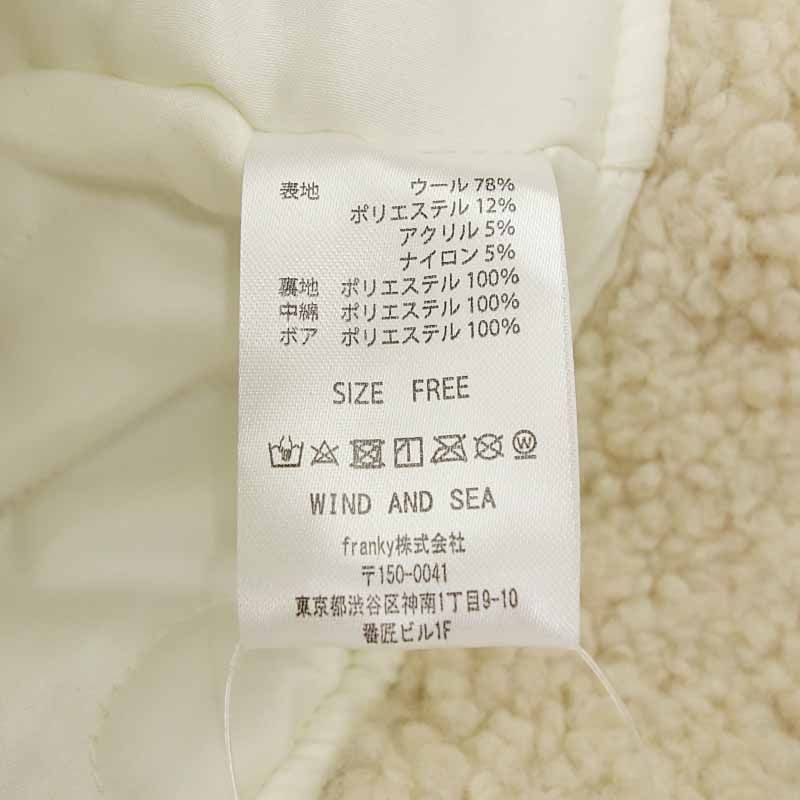 表地 ウール 78%
ポリエステル 12%
アクリル 5%
ナイロン 5%
裏地 ポリエステル 100%
中綿 ポリエステル 100%
ボア ポリエステル 100%
SIZE FREE
W
WIND AND SEA
franky株式会社
〒150-0041
東京都渋谷区神南1丁目9-10
番匠ビル1F